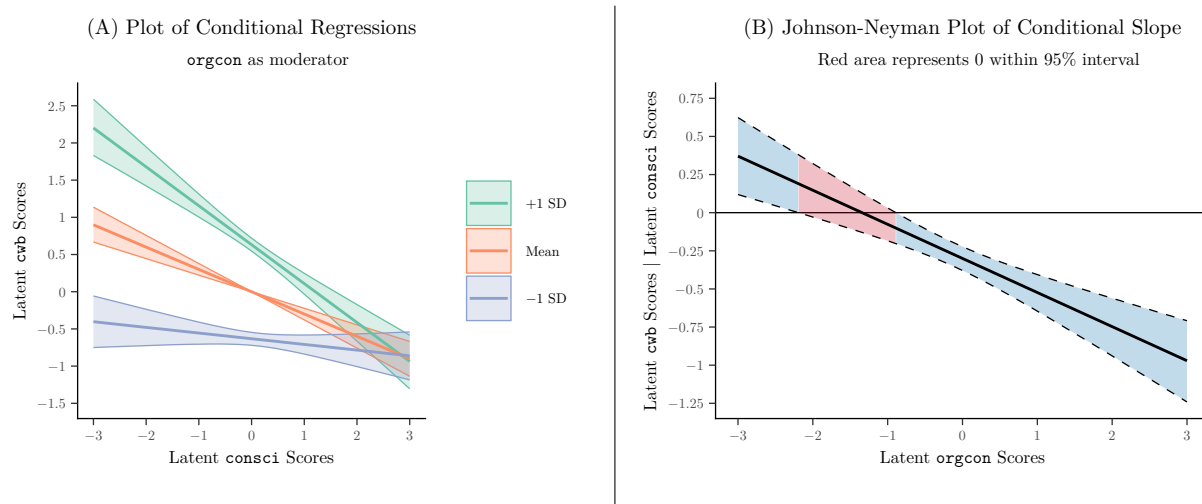 (A) Plot of Conditional Regressions
orgcon as moderator
Latent cwb Scores
2.5
2
1.5
1
0.5
0
−0.5
−1
−1.5
−3 −2 −1 0 1 2 3
Latent consci Scores
+1 SD
Mean
−1 SD
(B) Johnson-Neyman Plot of Conditional Slope
Red area represents 0 within 95% interval
Latent cwb Scores | Latent consci Scores
0.75
0.5
0.25
0
−0.25
−0.5
−0.75
−1
−1.25
−3 −2 −1 0 1 2 3
Latent orgcon Scores